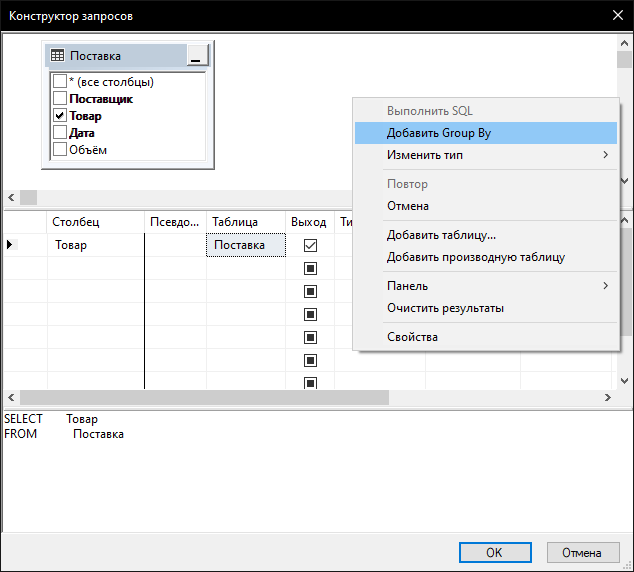 Конструктор запросов
Поставка
* (все столбцы)
Поставщик
Товар
Дата
Объём
Выполнить SQL
Добавить Group By
Изменить тип
Повтор
Отмена
Добавить таблицу...
Добавить производную таблицу
Панель
Очистить результаты
Свойства
Столбец Псевдо... Таблица Выход Ти
Товар Поставка
SELECT Товар
FROM Поставка
OK Отмена